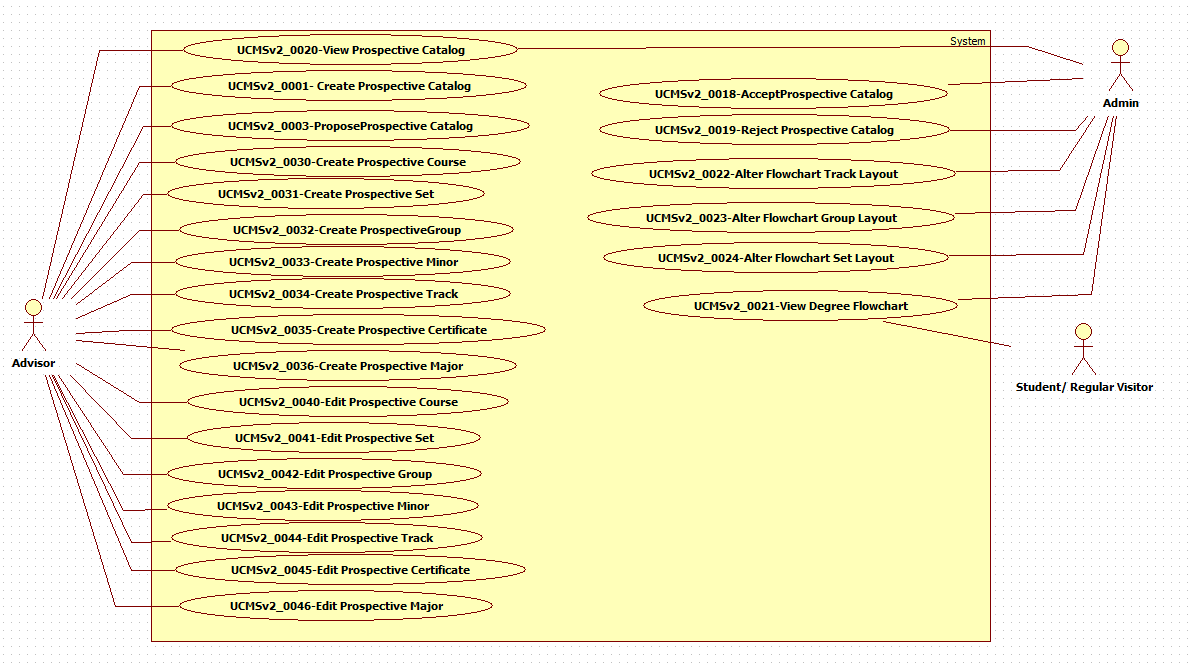 System
UCMSv2_0020-View Prospective Catalog
UCMSv2_0001- Create Prospective Catalog
UCMSv2_0003-ProposeProspective Catalog
UCMSv2_0030-Create Prospective Course
UCMSv2_0031-Create Prospective Set
UCMSv2_0032-Create ProspectiveGroup
UCMSv2_0033-Create Prospective Minor
UCMSv2_0034-Create Prospective Track
UCMSv2_0035-Create Prospective Certificate
UCMSv2_0036-Create Prospective Major
UCMSv2_0040-Edit Prospective Course
UCMSv2_0041-Edit Prospective Set
UCMSv2_0042-Edit Prospective Group
UCMSv2_0043-Edit Prospective Minor
UCMSv2_0044-Edit Prospective Track
UCMSv2_0045-Edit Prospective Certificate
UCMSv2_0046-Edit Prospective Major
UCMSv2_0018-AcceptProspective Catalog
UCMSv2_0019-Reject Prospective Catalog
UCMSv2_0022-Alter Flowchart Track Layout
UCMSv2_0023-Alter Flowchart Group Layout
UCMSv2_0024-Alter Flowchart Set Layout
UCMSv2_0021-View Degree Flowchart
Advisor
Admin
Student/ Regular Visitor